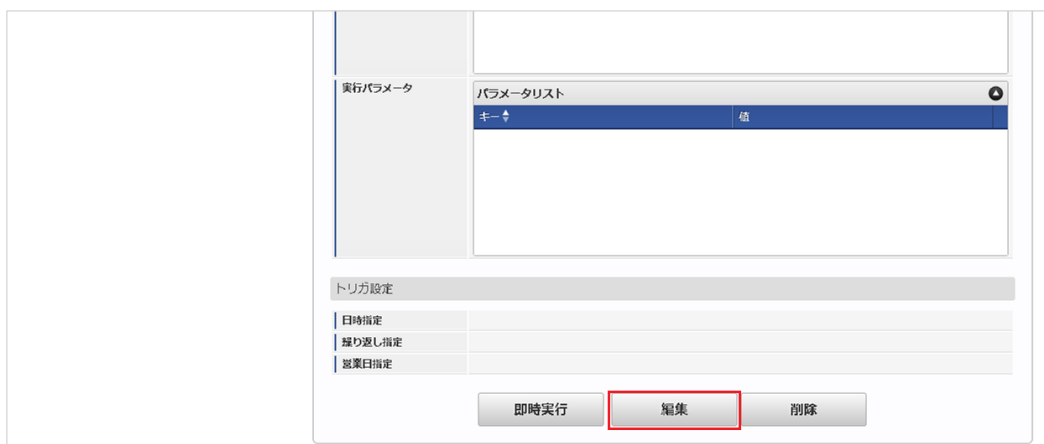 実行パラメータ
パラメータリスト
キー 値
トリガ設定
日時指定
繰り返し指定
営業日指定
即時実行 編集 削除